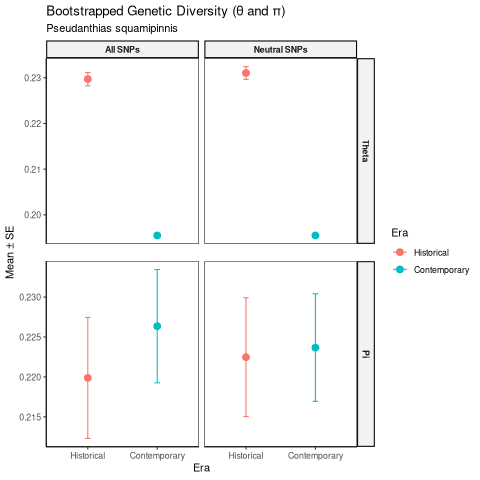 Bootstrapped Genetic Diversity (θ and π)
Pseudanthias squamipinnis
All SNPs
Neutral SNPs
0.23
0.22
0.21
0.20
Theta
0.230
0.225
0.220
0.215
Pi
Mean ± SE
Historical
Contemporary
Historical
Contemporary
Era
Era
Historical
Contemporary